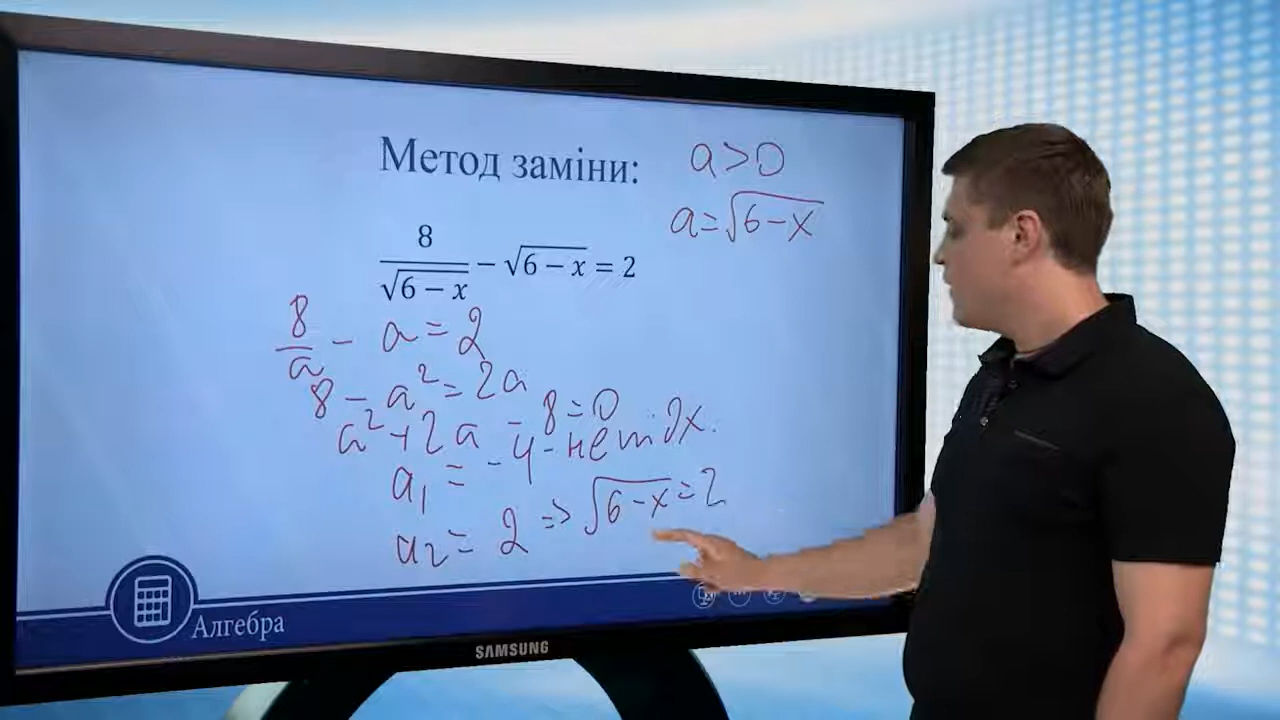 Метод заміни:
a>0
a=√6-x
8/√6-x - √6-x = 2
8/a - a = 2
8 - a² = 2a
a² + 2a - 8 = 0
a₁ = -4 - не підх.
a₂ = 2 => √6-x = 2
Алгебра
SAMSUNG